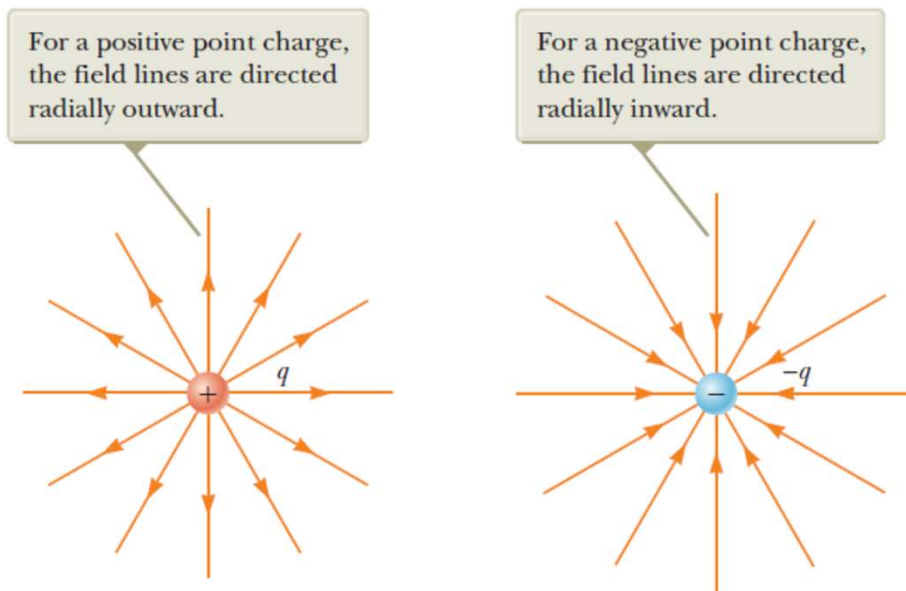 For a positive point charge,
the field lines are directed
radially outward.
For a negative point charge,
the field lines are directed
radially inward.
q
+
−q
−